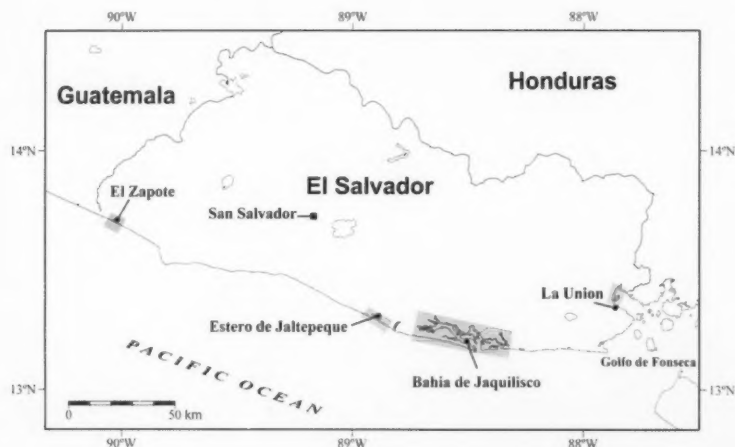 90°W
89°W
88°W
Guatemala
Honduras
14°N
14°N
El Salvador
El Zapote
San Salvador
La Union
Estero de Jaltepeque
Golfo de Fonseca
Bahia de Jaquilisco
PACIFIC OCEAN
13°N
13°N
0
50 km
90°W
89°W
88°W